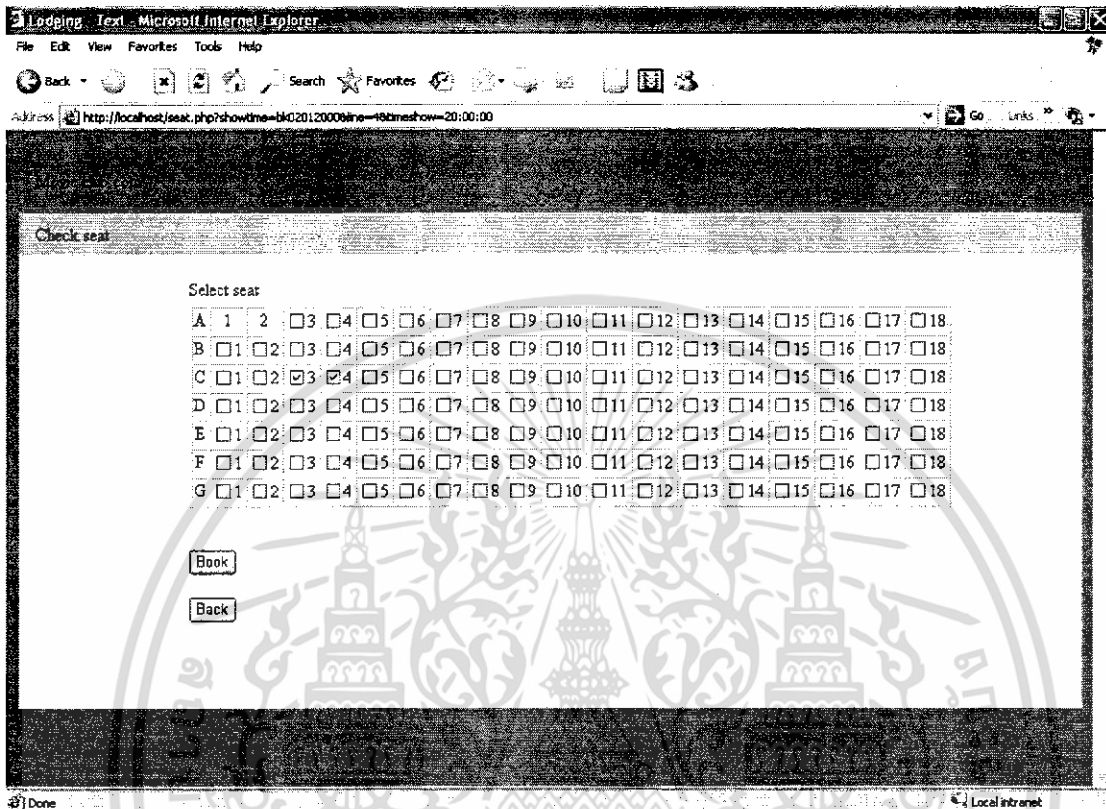 Lodging Text - Microsoft Internet Explorer
File Edit View Favorites Tools Help
Back Search Favorites
Address http://localhost/seat.php?showtime=bk02012000&line=4&timeshow=20:00:00 Go Links
Check seat
Select seat
A 1 2 3 4 5 6 7 8 9 10 11 12 13 14 15 16 17 18
B 1 2 3 4 5 6 7 8 9 10 11 12 13 14 15 16 17 18
C 1 2 3 4 5 6 7 8 9 10 11 12 13 14 15 16 17 18
D 1 2 3 4 5 6 7 8 9 10 11 12 13 14 15 16 17 18
E 1 2 3 4 5 6 7 8 9 10 11 12 13 14 15 16 17 18
F 1 2 3 4 5 6 7 8 9 10 11 12 13 14 15 16 17 18
G 1 2 3 4 5 6 7 8 9 10 11 12 13 14 15 16 17 18
Book
Back
Done Local intranet